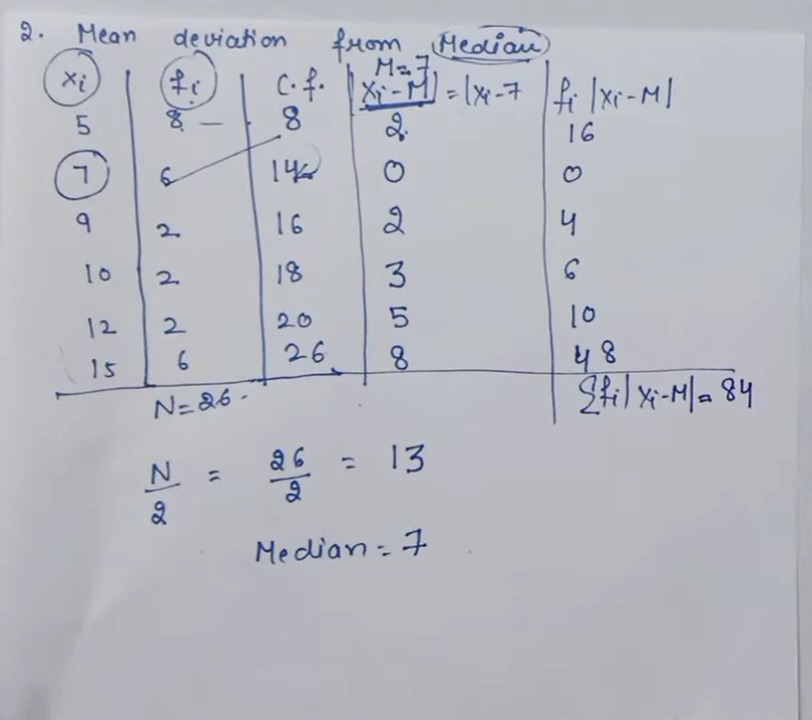 2. Mean deviation from Median
M=7
xi fi C.f. |xi-M| = |xi-7 fi |xi-M|
5 8 8 2 16
7 6 14 0 0
9 2 16 2 4
10 2 18 3 6
12 2 20 5 10
15 6 26 8 48
N=26 Σfi|xi-M| = 84
N/2 = 26/2 = 13
Median = 7